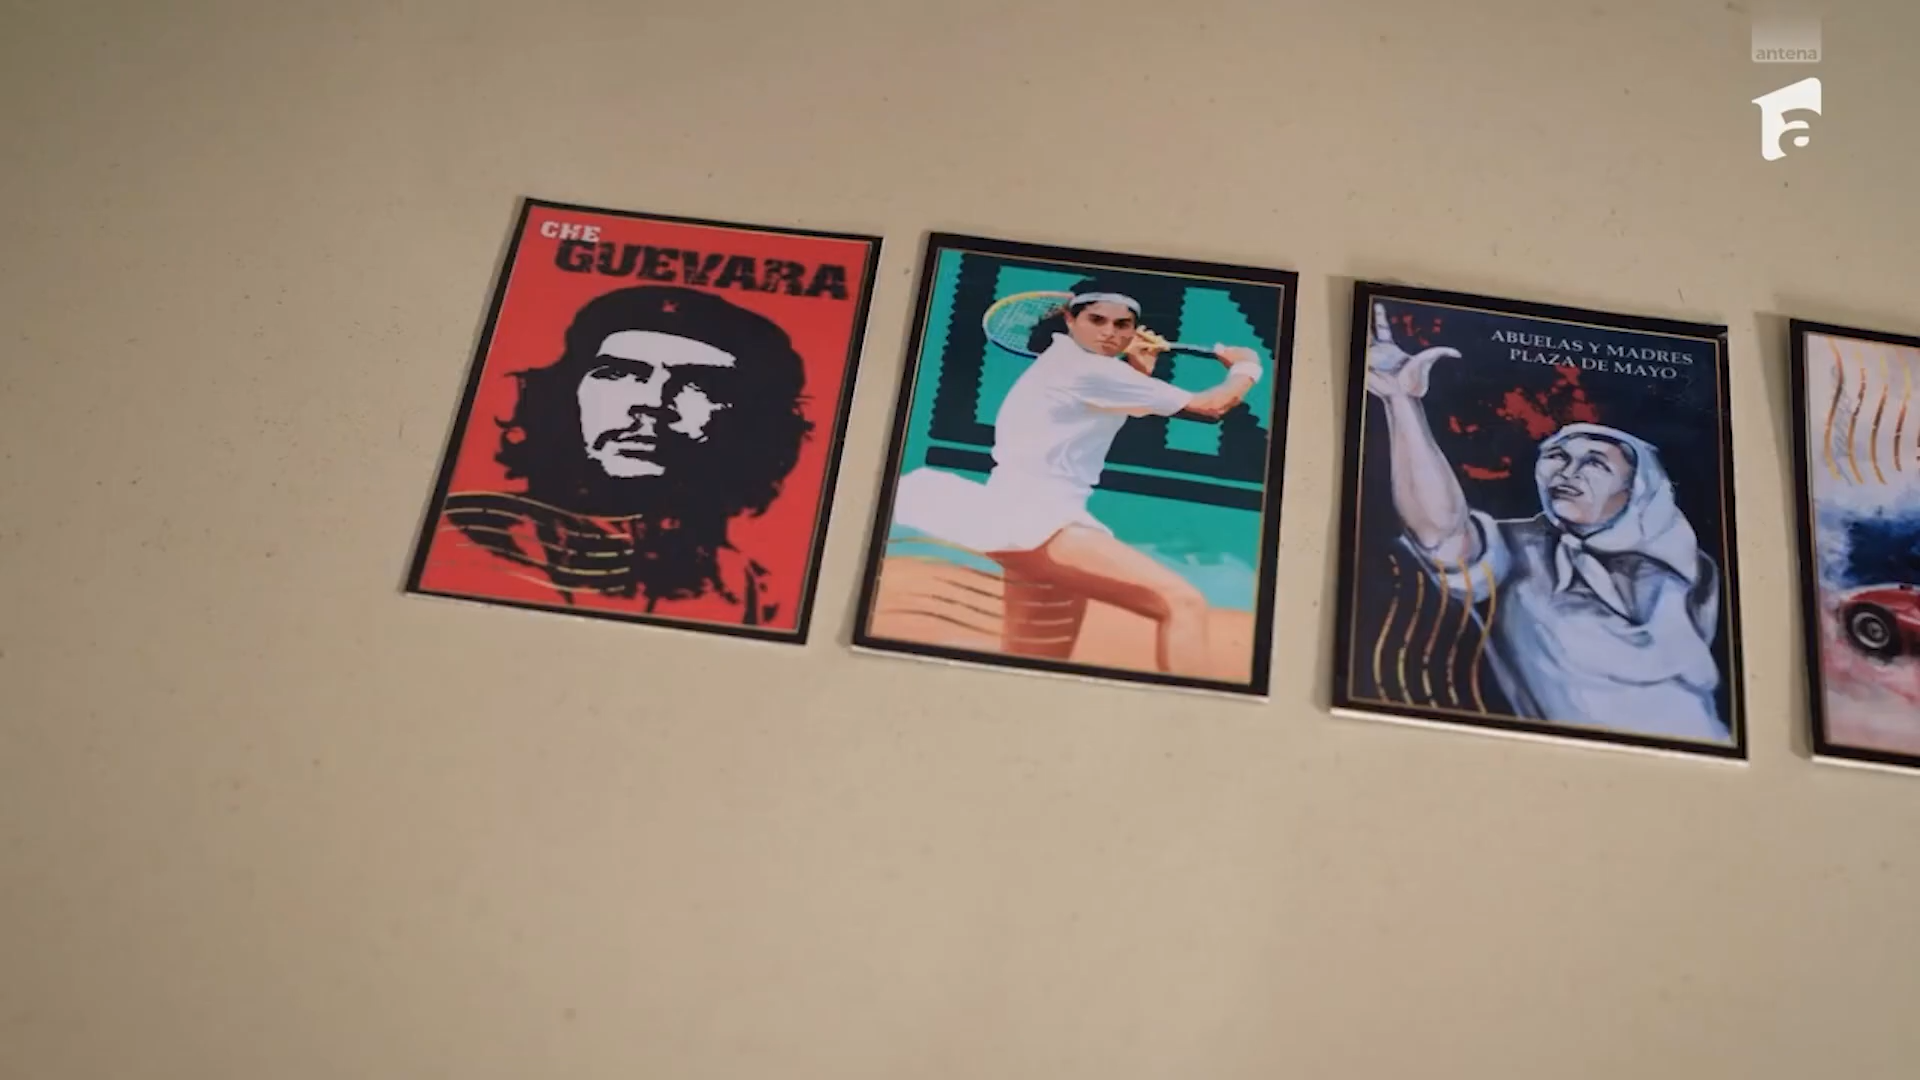 antena
CHE
GUEVARA
ABUELAS Y MADRES
PLAZA DE MAYO